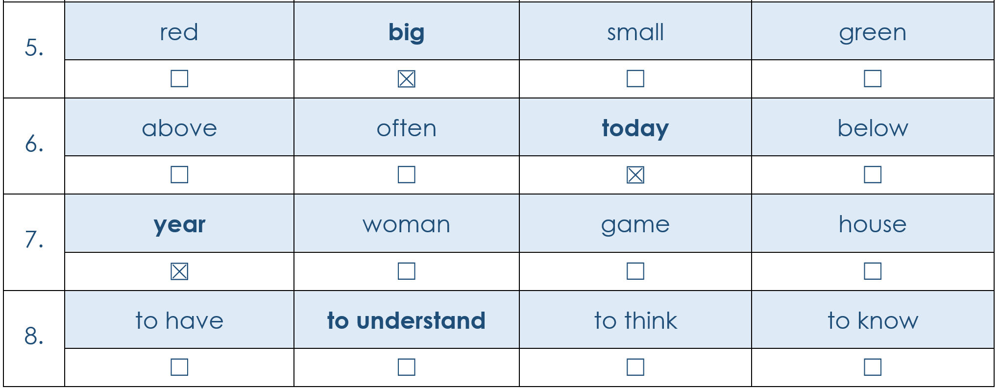 5. red big small green
☐ ☒ ☐ ☐
6. above often today below
☐ ☐ ☒ ☐
7. year woman game house
☒ ☐ ☐ ☐
8. to have to understand to think to know
☐ ☐ ☐ ☐